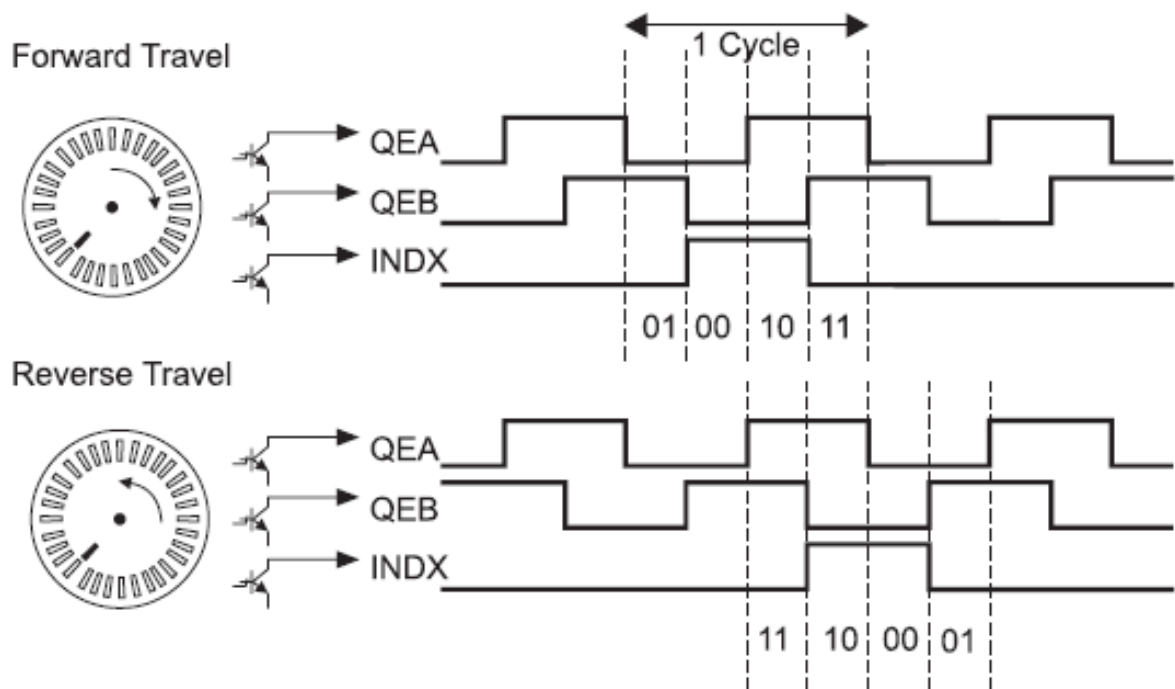 1 Cycle
Forward Travel
QEA
QEB
INDX
01 00 10 11
Reverse Travel
QEA
QEB
INDX
11 10 00 01